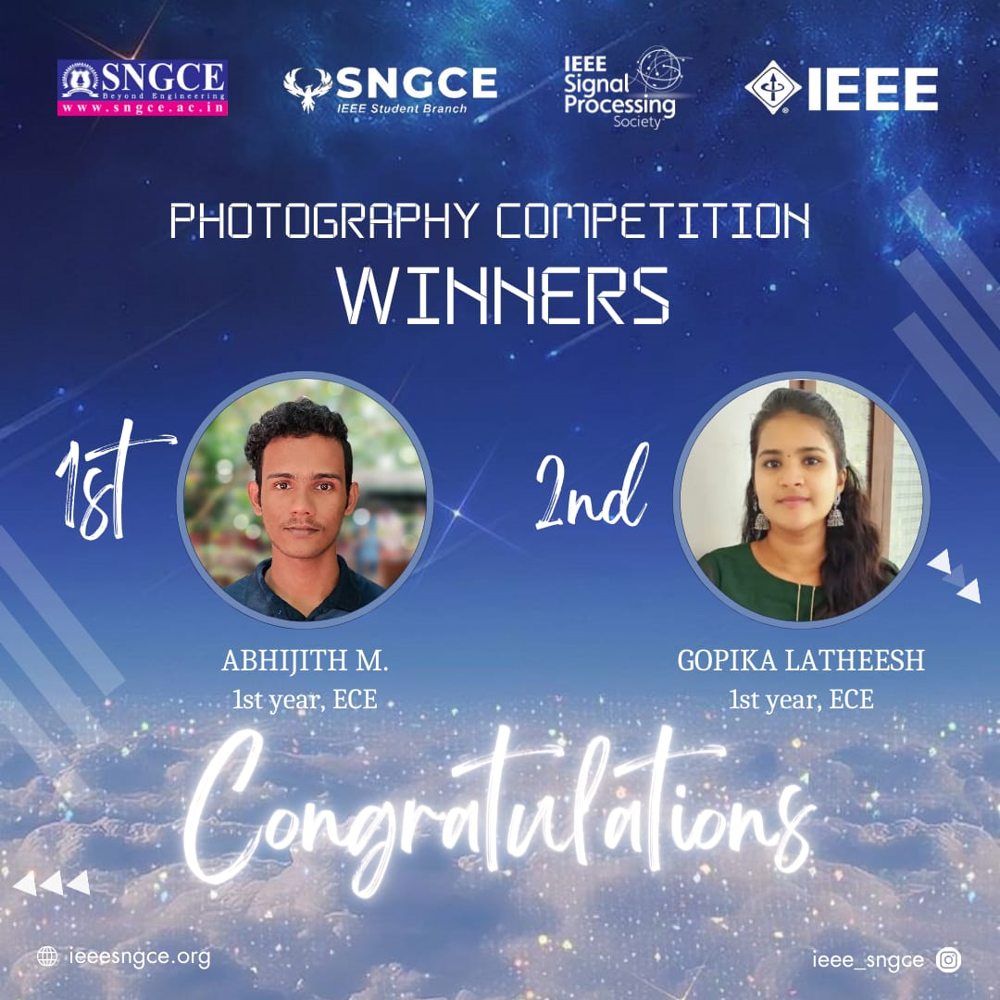 SNGCE
Beyond Engineering
www.sngce.ac.in
SNGCE
IEEE Student Branch
IEEE
Signal
Processing
Society
IEEE
PHOTOGRAPHY COMPETITION
WINNERS
1st
2nd
ABHIJITH M.
1st year, ECE
GOPIKA LATHEESH
1st year, ECE
Congratulations
ieeesngce.org
ieee_sngce